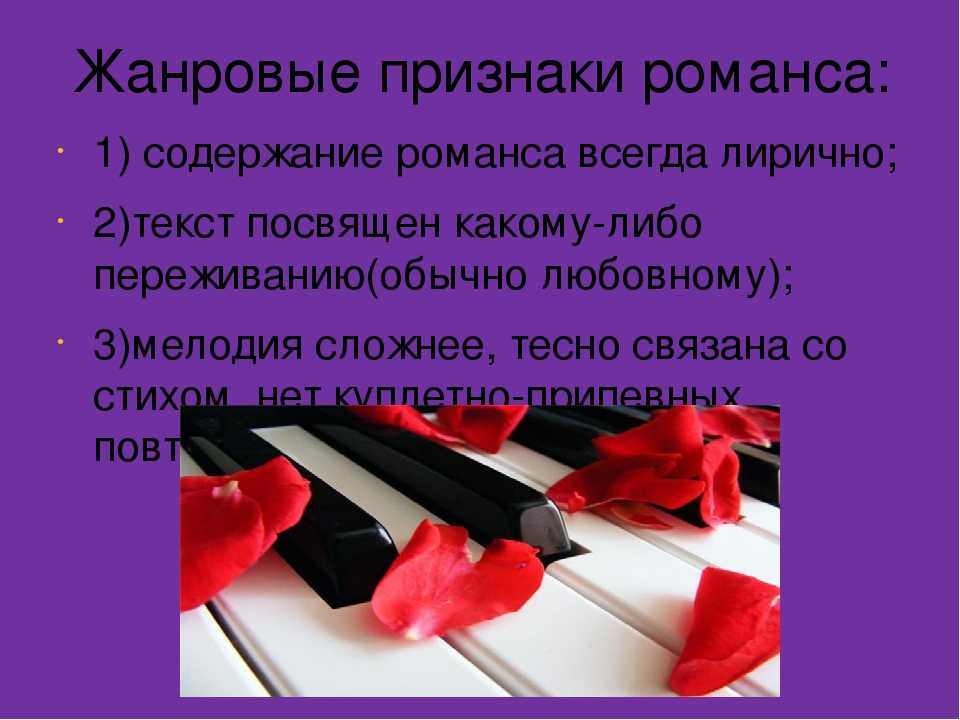 Жанровые признаки романса:
1) содержание романса всегда лирично;
2)текст посвящен какому-либо
переживанию(обычно любовному);
3)мелодия сложнее, тесно связана со
стихом, нет куплетно-припевных